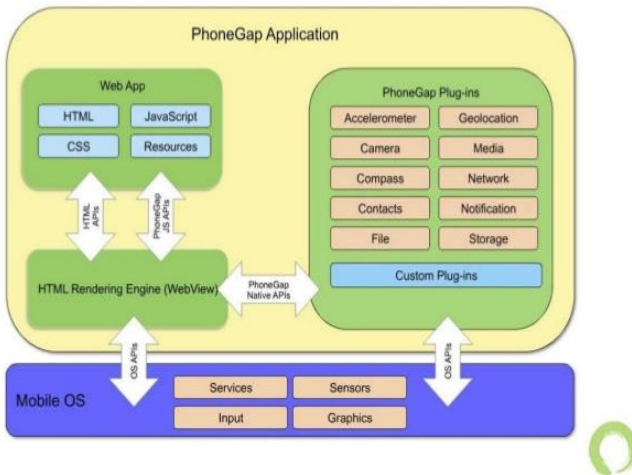 PhoneGap Application
Web App
HTML
JavaScript
CSS
Resources
HTML
APIs
PhoneGap
JS APIs
HTML Rendering Engine (WebView)
PhoneGap
Native APIs
PhoneGap Plug-ins
Accelerometer
Geolocation
Camera
Media
Compass
Network
Contacts
Notification
File
Storage
Custom Plug-ins
OS APIs
OS APIs
Mobile OS
Services
Sensors
Input
Graphics